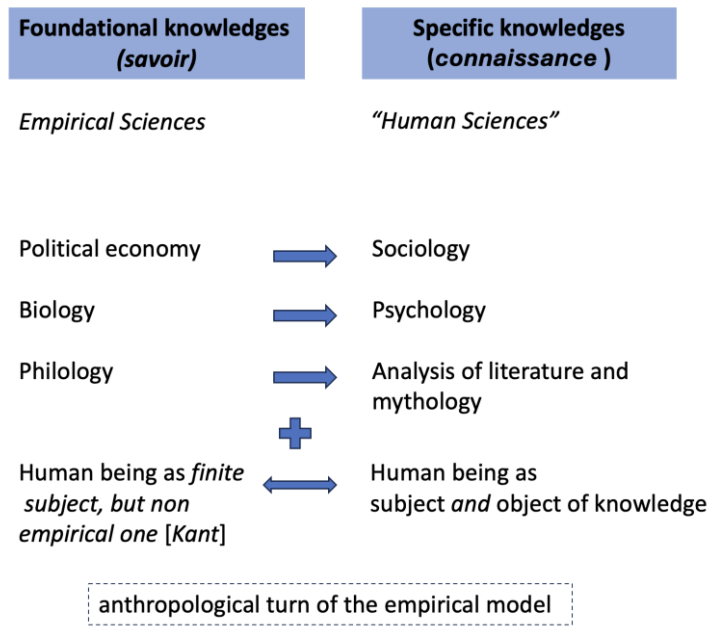 Foundational knowledges
(savoir)
Specific knowledges
(connaissance )
Empirical Sciences
“Human Sciences”
Political economy
Sociology
Biology
Psychology
Philology
Analysis of literature and
mythology
Human being as finite
subject, but non
empirical one [Kant]
Human being as
subject and object of knowledge
anthropological turn of the empirical model